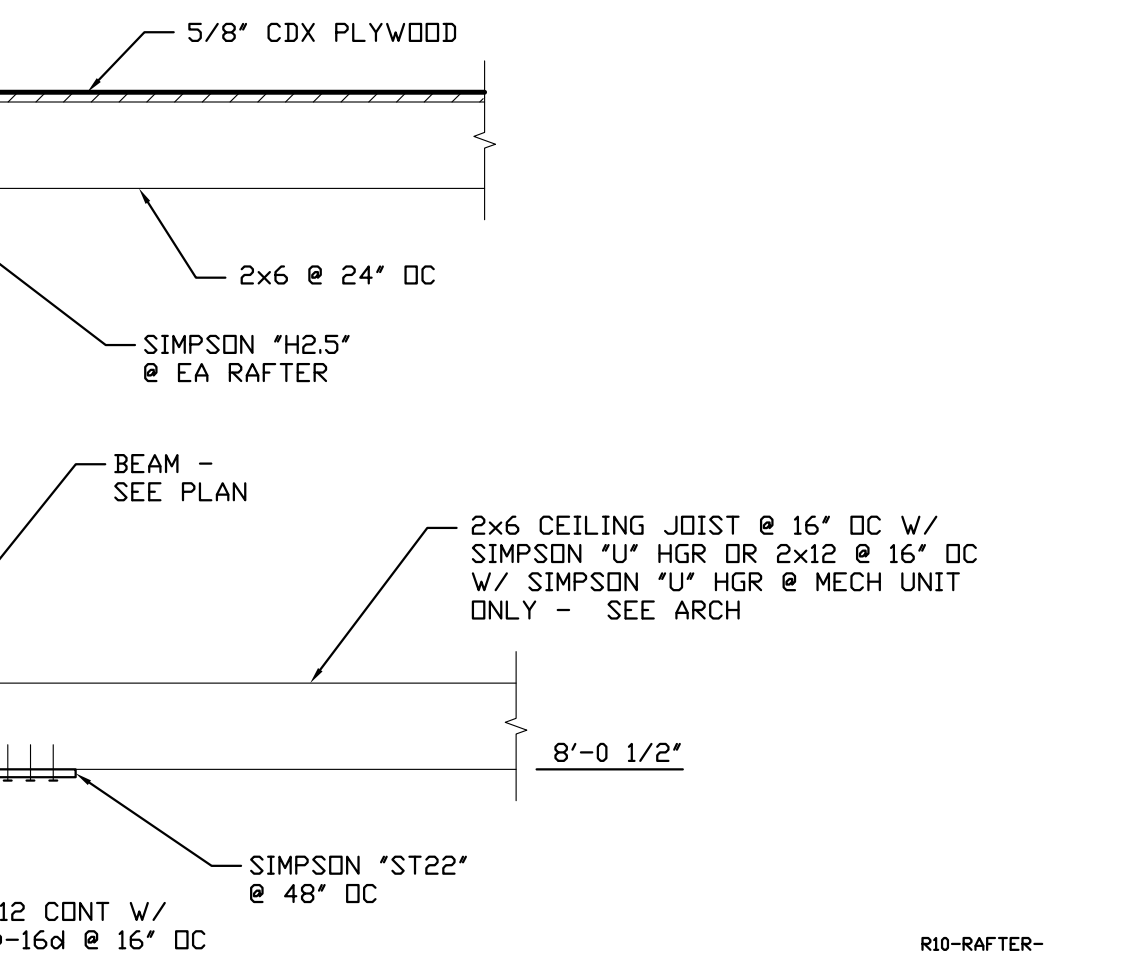 5/8" CDX PLYWOOD
2x6 @ 24" OC
SIMPSON "H2.5"
@ EA RAFTER
BEAM -
SEE PLAN
2x6 CEILING JOIST @ 16" OC W/
SIMPSON "U" HGR OR 2x12 @ 16" OC
W/ SIMPSON "U" HGR @ MECH UNIT
ONLY - SEE ARCH
8'-0 1/2"
SIMPSON "ST22"
@ 48" OC
12 CONT W/
-16d @ 16" OC
R10-RAFTER-